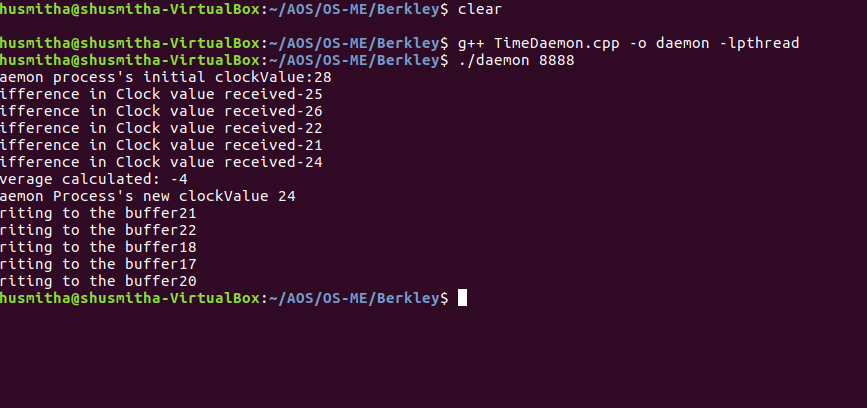 husmitha@shusmitha-VirtualBox:~/AOS/OS-ME/Berkley$ clear
husmitha@shusmitha-VirtualBox:~/AOS/OS-ME/Berkley$ g++ TimeDaemon.cpp -o daemon -lpthread
husmitha@shusmitha-VirtualBox:~/AOS/OS-ME/Berkley$ ./daemon 8888
aemon process's initial clockValue:28
ifference in Clock value received-25
ifference in Clock value received-26
ifference in Clock value received-22
ifference in Clock value received-21
ifference in Clock value received-24
verage calculated: -4
aemon Process's new clockValue 24
riting to the buffer21
riting to the buffer22
riting to the buffer18
riting to the buffer17
riting to the buffer20
husmitha@shusmitha-VirtualBox:~/AOS/OS-ME/Berkley$